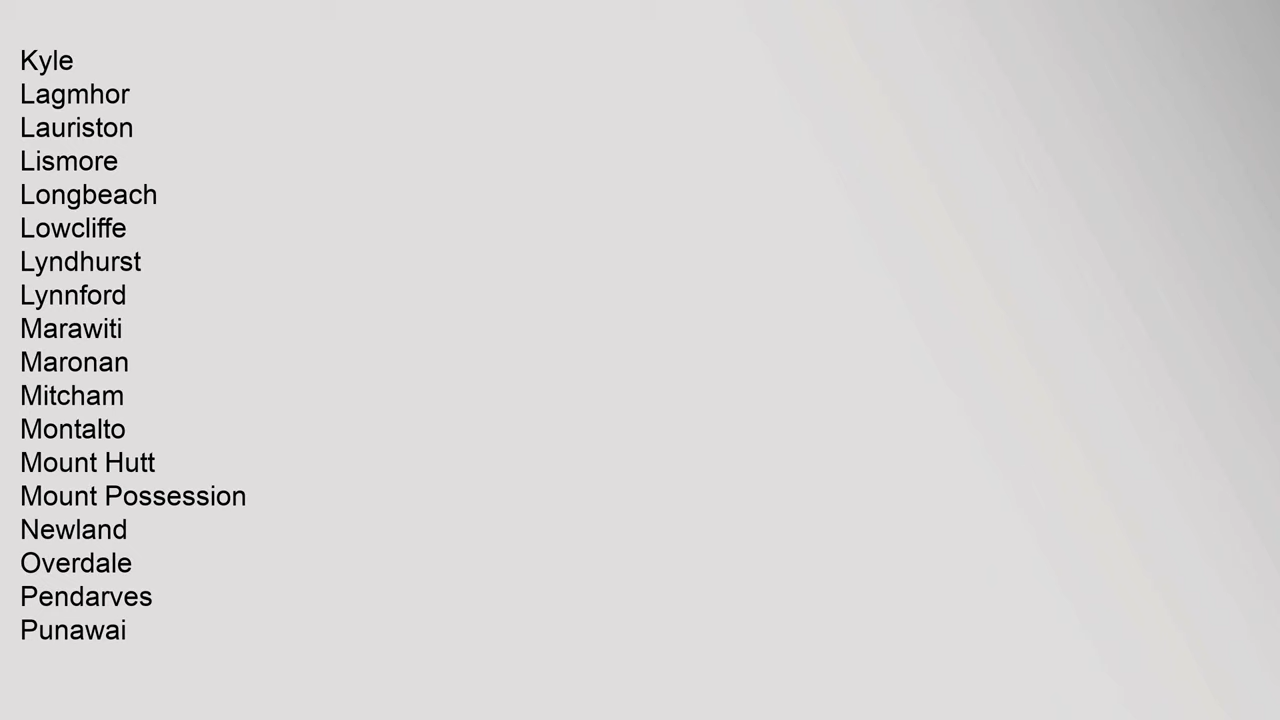 Kyle
Lagmhor
Lauriston
Lismore
Longbeach
Lowcliffe
Lyndhurst
Lynnford
Marawiti
Maronan
Mitcham
Montalto
Mount Hutt
Mount Possession
Newland
Overdale
Pendarves
Punawai